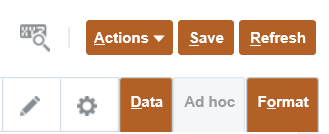 Actions Save Refresh
Data Ad hoc Format